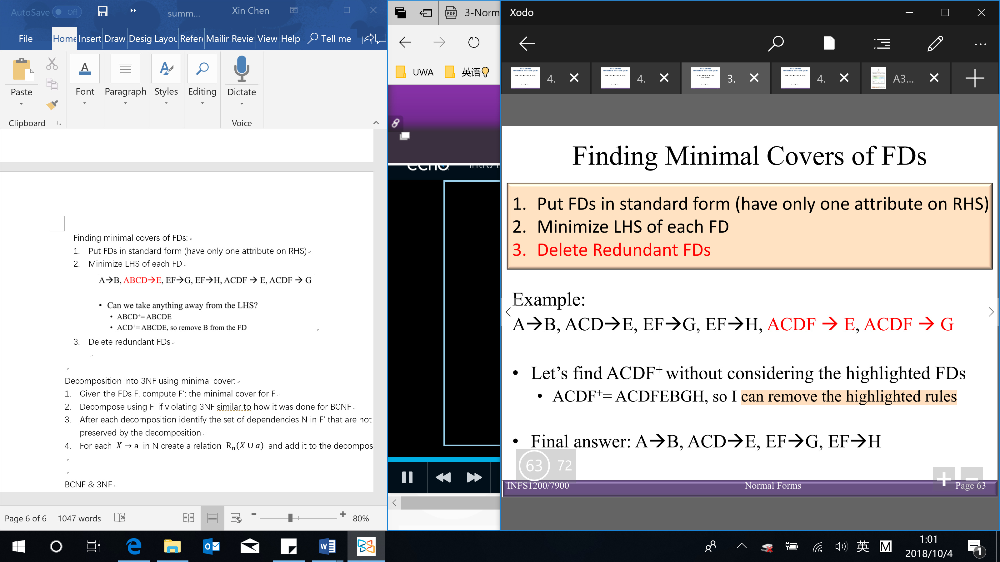 AutoSave Off summ... Xin Chen
File Home Insert Draw Desig Layou Refere Mailin Review View Help Tell me
Paste Font Paragraph Styles Editing Dictate
Clipboard Voice
Finding minimal covers of FDs:
1. Put FDs in standard form (have only one attribute on RHS)
2. Minimize LHS of each FD
A→B, ABCD→E, EF→G, EF→H, ACDF → E, ACDF → G
• Can we take anything away from the LHS?
• ABCD⁺= ABCDE
• ACD⁺= ABCDE, so remove B from the FD
3. Delete redundant FDs
Decomposition into 3NF using minimal cover:
1. Given the FDs F, compute F’: the minimal cover for F
2. Decompose using F’ if violating 3NF similar to how it was done for BCNF
3. After each decomposition identify the set of dependencies N in F’ that are not
preserved by the decomposition
4. For each X → a in N create a relation Rₙ(X ∪ a) and add it to the decompos
BCNF & 3NF
Page 6 of 6 1047 words 80%
PDF 3-Norm
UWA 英语
echo Intro t
Xodo
4. 4. 3. 4. A3...
Finding Minimal Covers of FDs
1. Put FDs in standard form (have only one attribute on RHS)
2. Minimize LHS of each FD
3. Delete Redundant FDs
Example:
A→B, ACD→E, EF→G, EF→H, ACDF → E, ACDF → G
• Let’s find ACDF⁺ without considering the highlighted FDs
• ACDF⁺= ACDFEBGH, so I can remove the highlighted rules
• Final answer: A→B, ACD→E, EF→G, EF→H
63 72
INFS1200/7900 Normal Forms Page 63
英 M 1:01
2018/10/4 1